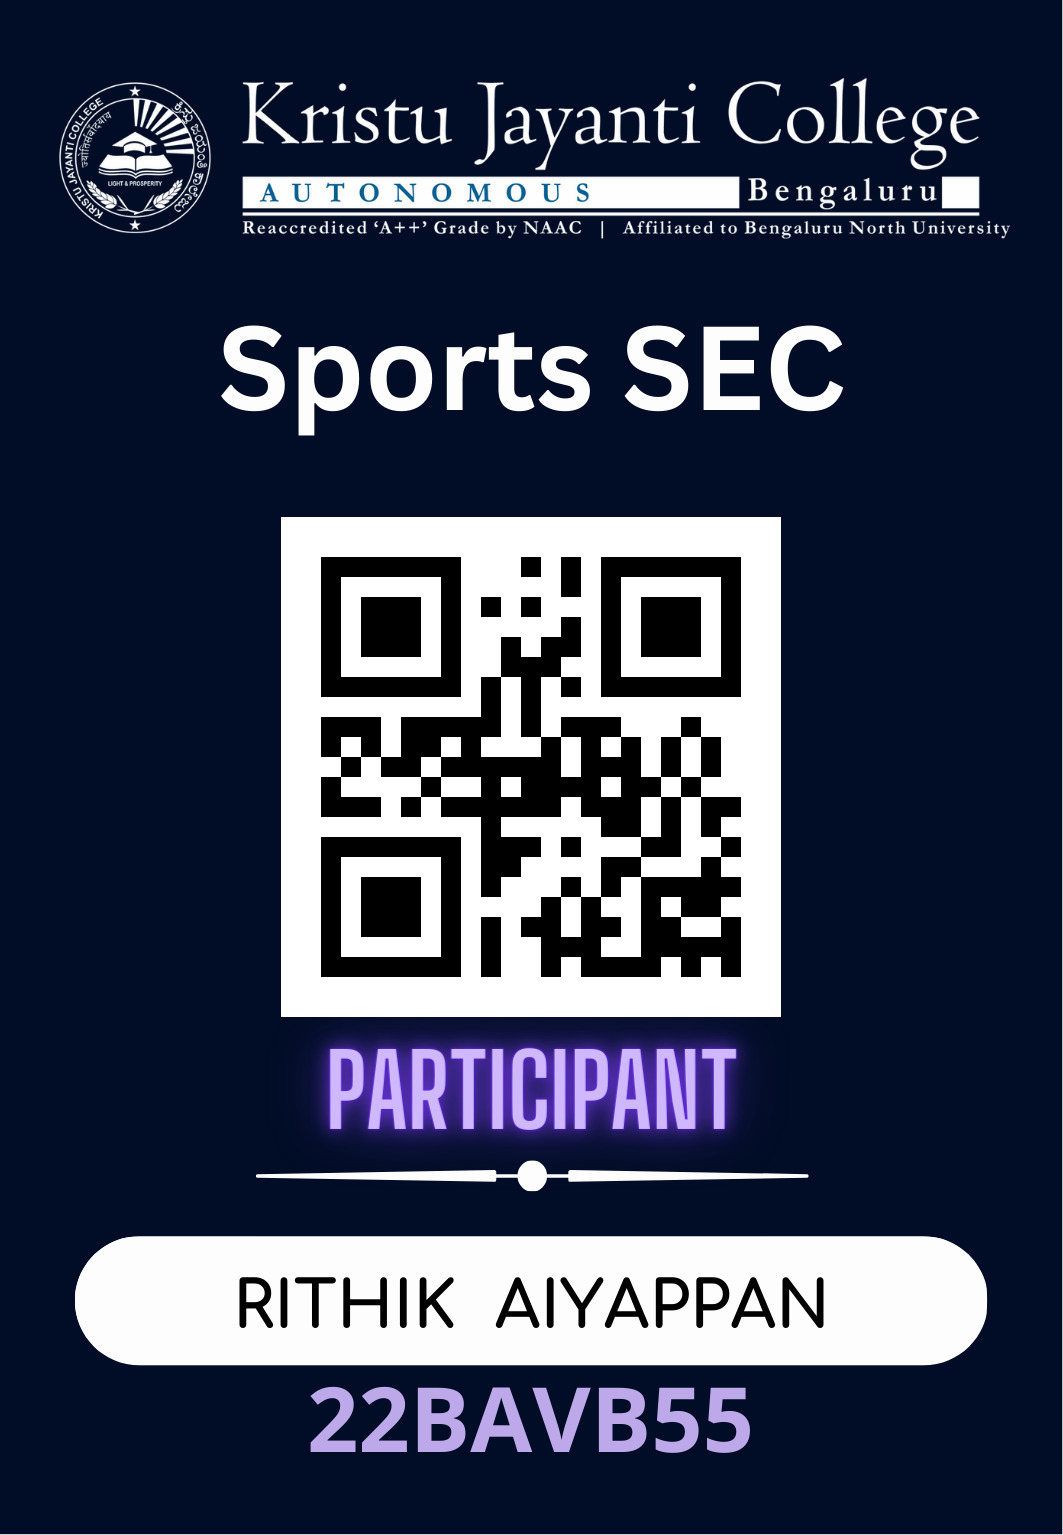 KRISTU JAYANTI COLLEGE
LIGHT & PROSPERITY
Kristu Jayanti College
AUTONOMOUS Bengaluru
Reaccredited ‘A++’ Grade by NAAC | Affiliated to Bengaluru North University
Sports SEC
PARTICIPANT
RITHIK AIYAPPAN
22BAVB55